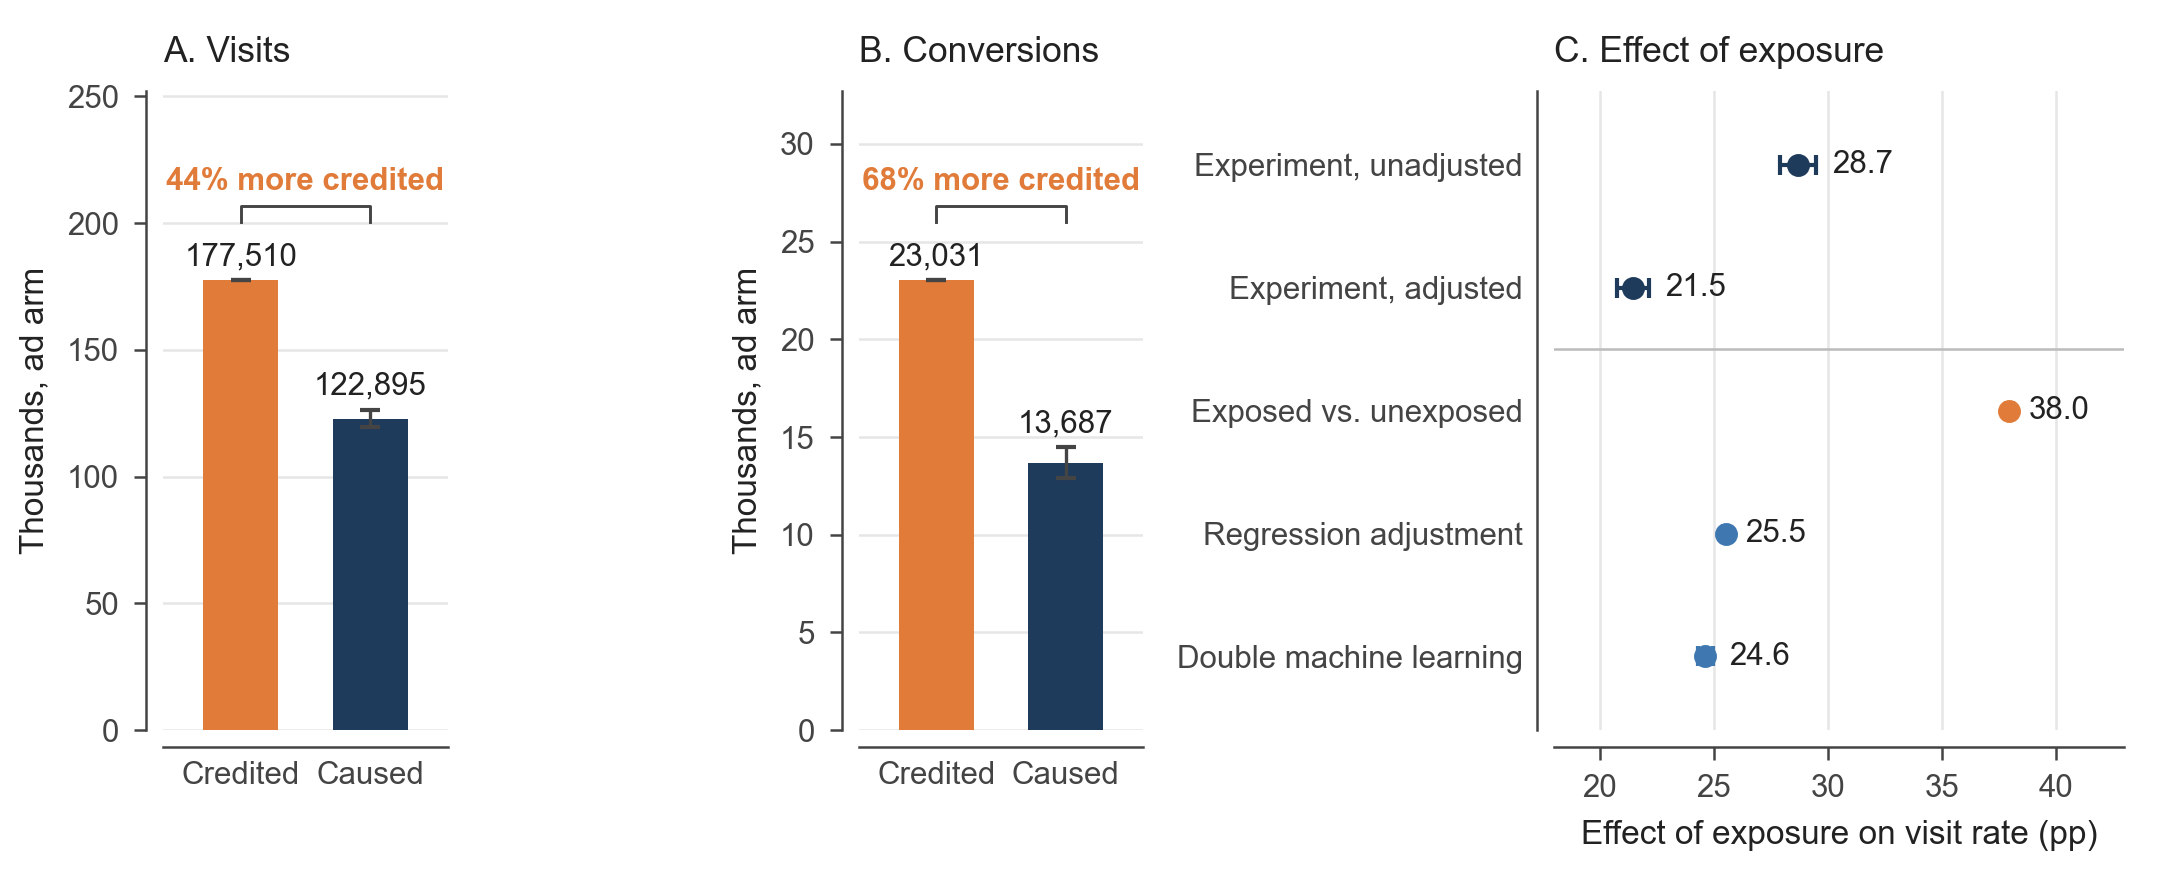 A. Visits
Thousands, ad arm
250
200
150
100
50
0
44% more credited
177,510
122,895
Credited
Caused
B. Conversions
Thousands, ad arm
30
25
20
15
10
5
0
68% more credited
23,031
13,687
Credited
Caused
C. Effect of exposure
Experiment, unadjusted
28.7
Experiment, adjusted
21.5
Exposed vs. unexposed
38.0
Regression adjustment
25.5
Double machine learning
24.6
20
25
30
35
40
Effect of exposure on visit rate (pp)